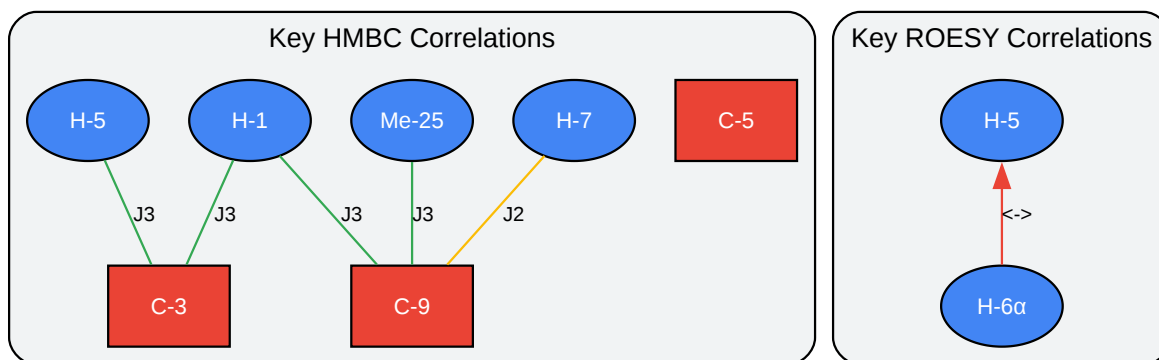 Key HMBC Correlations
H-5
H-1
Me-25
H-7
C-5
J3
J3
J3
J3
J2
C-3
C-9
Key ROESY Correlations
H-5
<->
H-6α